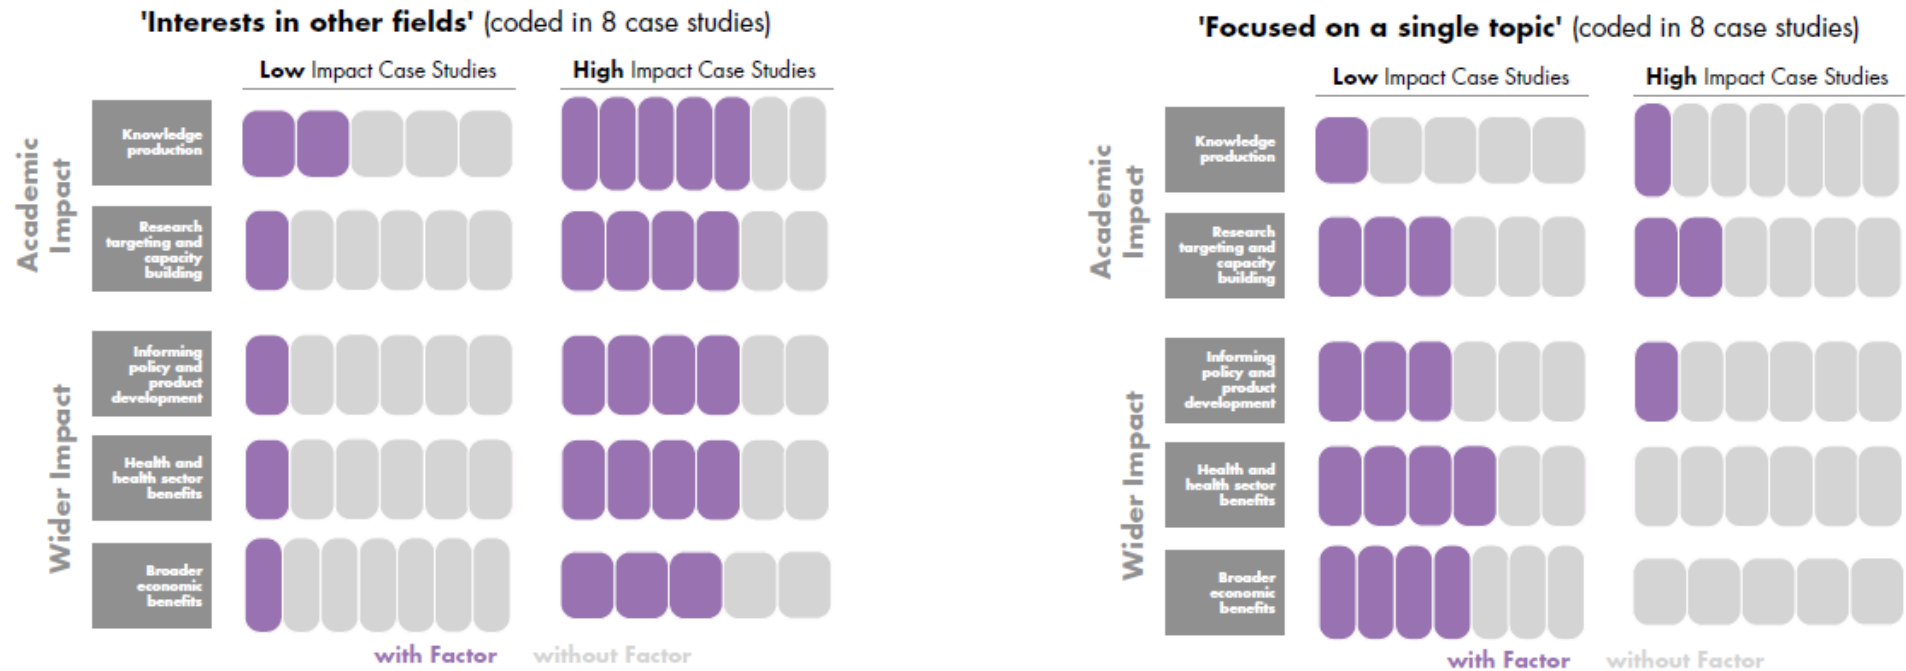 'Interests in other fields' (coded in 8 case studies)
Low Impact Case Studies
High Impact Case Studies
Academic
Impact
Knowledge
production
Research
targeting and
capacity
building
Wider Impact
Informing
policy and
product
development
Health and
health sector
benefits
Broader
economic
benefits
with Factor
without Factor
'Focused on a single topic' (coded in 8 case studies)
Low Impact Case Studies
High Impact Case Studies
Academic
Impact
Knowledge
production
Research
targeting and
capacity
building
Wider Impact
Informing
policy and
product
development
Health and
health sector
benefits
Broader
economic
benefits
with Factor
without Factor